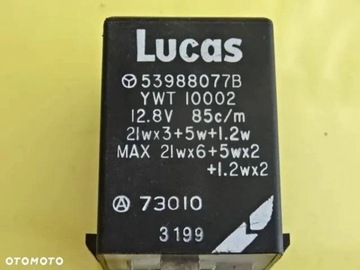 Lucas
53988077B
YWT 10002
12.8V 85c/m
21wx3+5w+1.2w
MAX 21wx6+5wx2
+1.2wx2
A 73010
3199
OTOMOTO